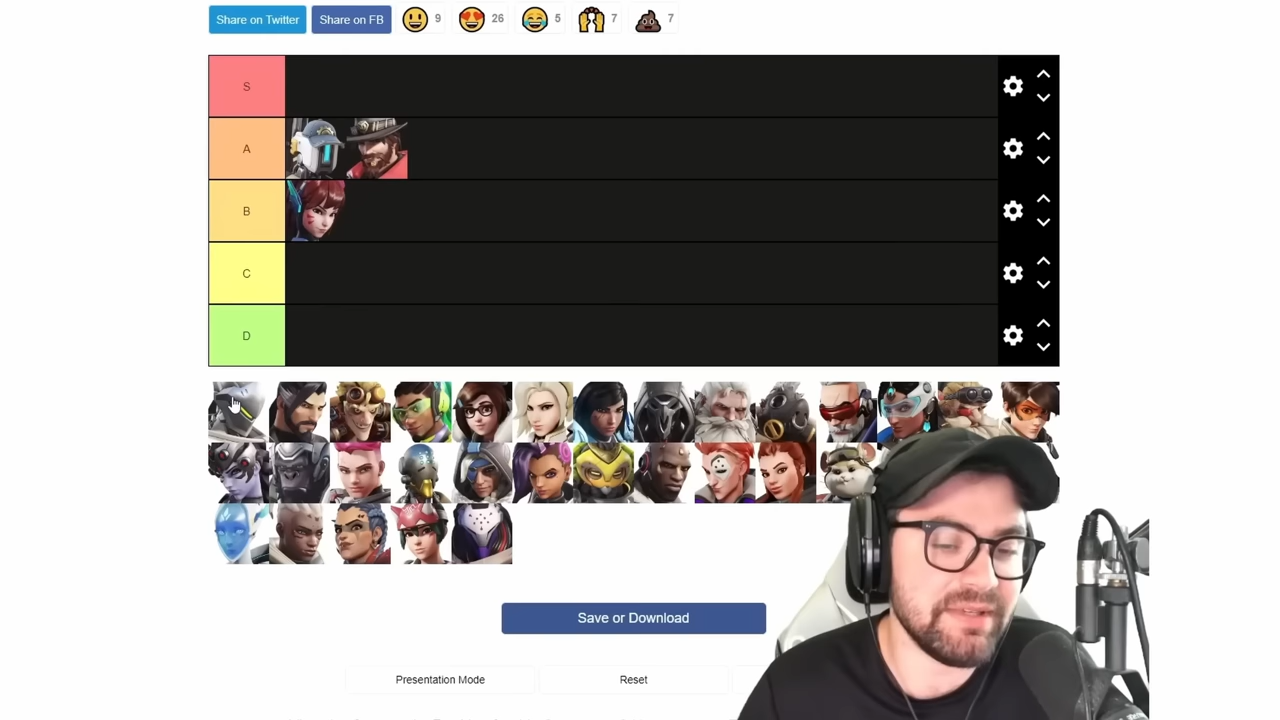 Share on Twitter Share on FB 9 26 5 7 7
S
A
B
C
D
Save or Download
Presentation Mode Reset